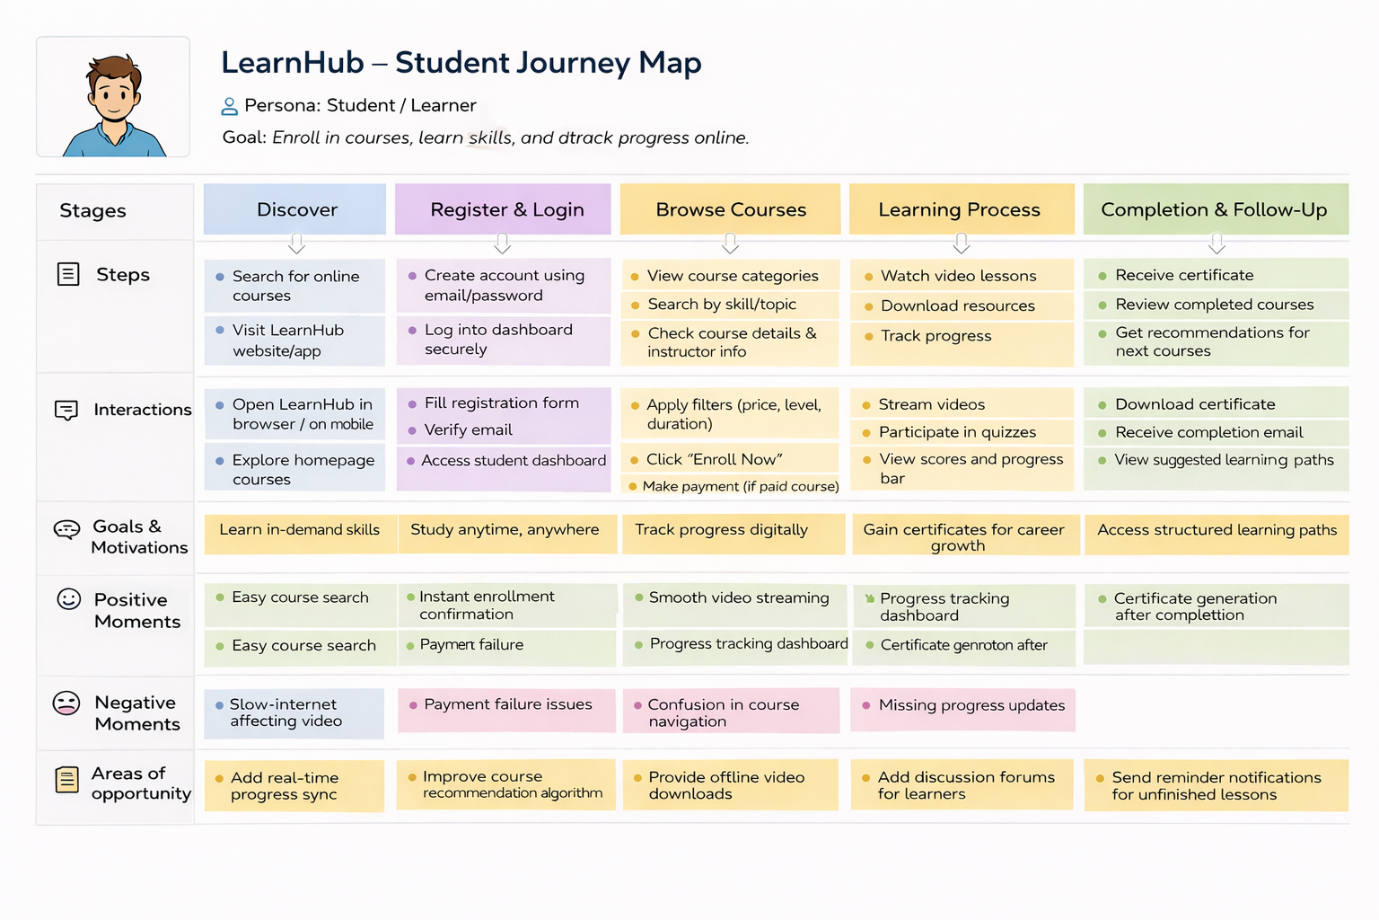 LearnHub – Student Journey Map
Persona: Student / Learner
Goal: Enroll in courses, learn skills, and dtrack progress online.
Stages
Discover
Register & Login
Browse Courses
Learning Process
Completion & Follow-Up
Steps
Search for online
courses
Visit LearnHub
website/app
Create account using
email/password
Log into dashboard
securely
View course categories
Search by skill/topic
Check course details &
instructor info
Watch video lessons
Download resources
Track progress
Receive certificate
Review completed courses
Get recommendations for
next courses
Interactions
Open LearnHub in
browser / on mobile
Explore homepage
courses
Fill registration form
Verify email
Access student dashboard
Apply filters (price, level,
duration)
Click “Enroll Now”
Make payment (if paid course)
Stream videos
Participate in quizzes
View scores and progress
bar
Download certificate
Receive completion email
View suggested learning paths
Goals &
Motivations
Learn in-demand skills
Study anytime, anywhere
Track progress digitally
Gain certificates for career
growth
Access structured learning paths
Positive
Moments
Easy course search
Easy course search
Instant enrollment
confirmation
Payment failure
Smooth video streaming
Progress tracking dashboard
Progress tracking
dashboard
Certificate genroton after
Certificate generation
after complettion
Negative
Moments
Slow-internet
affecting video
Payment failure issues
Confusion in course
navigation
Missing progress updates
Areas of
opportunity
Add real-time
progress sync
Improve course
recommendation algorithm
Provide offline video
downloads
Add discussion forums
for learners
Send reminder notifications
for unfinished lessons